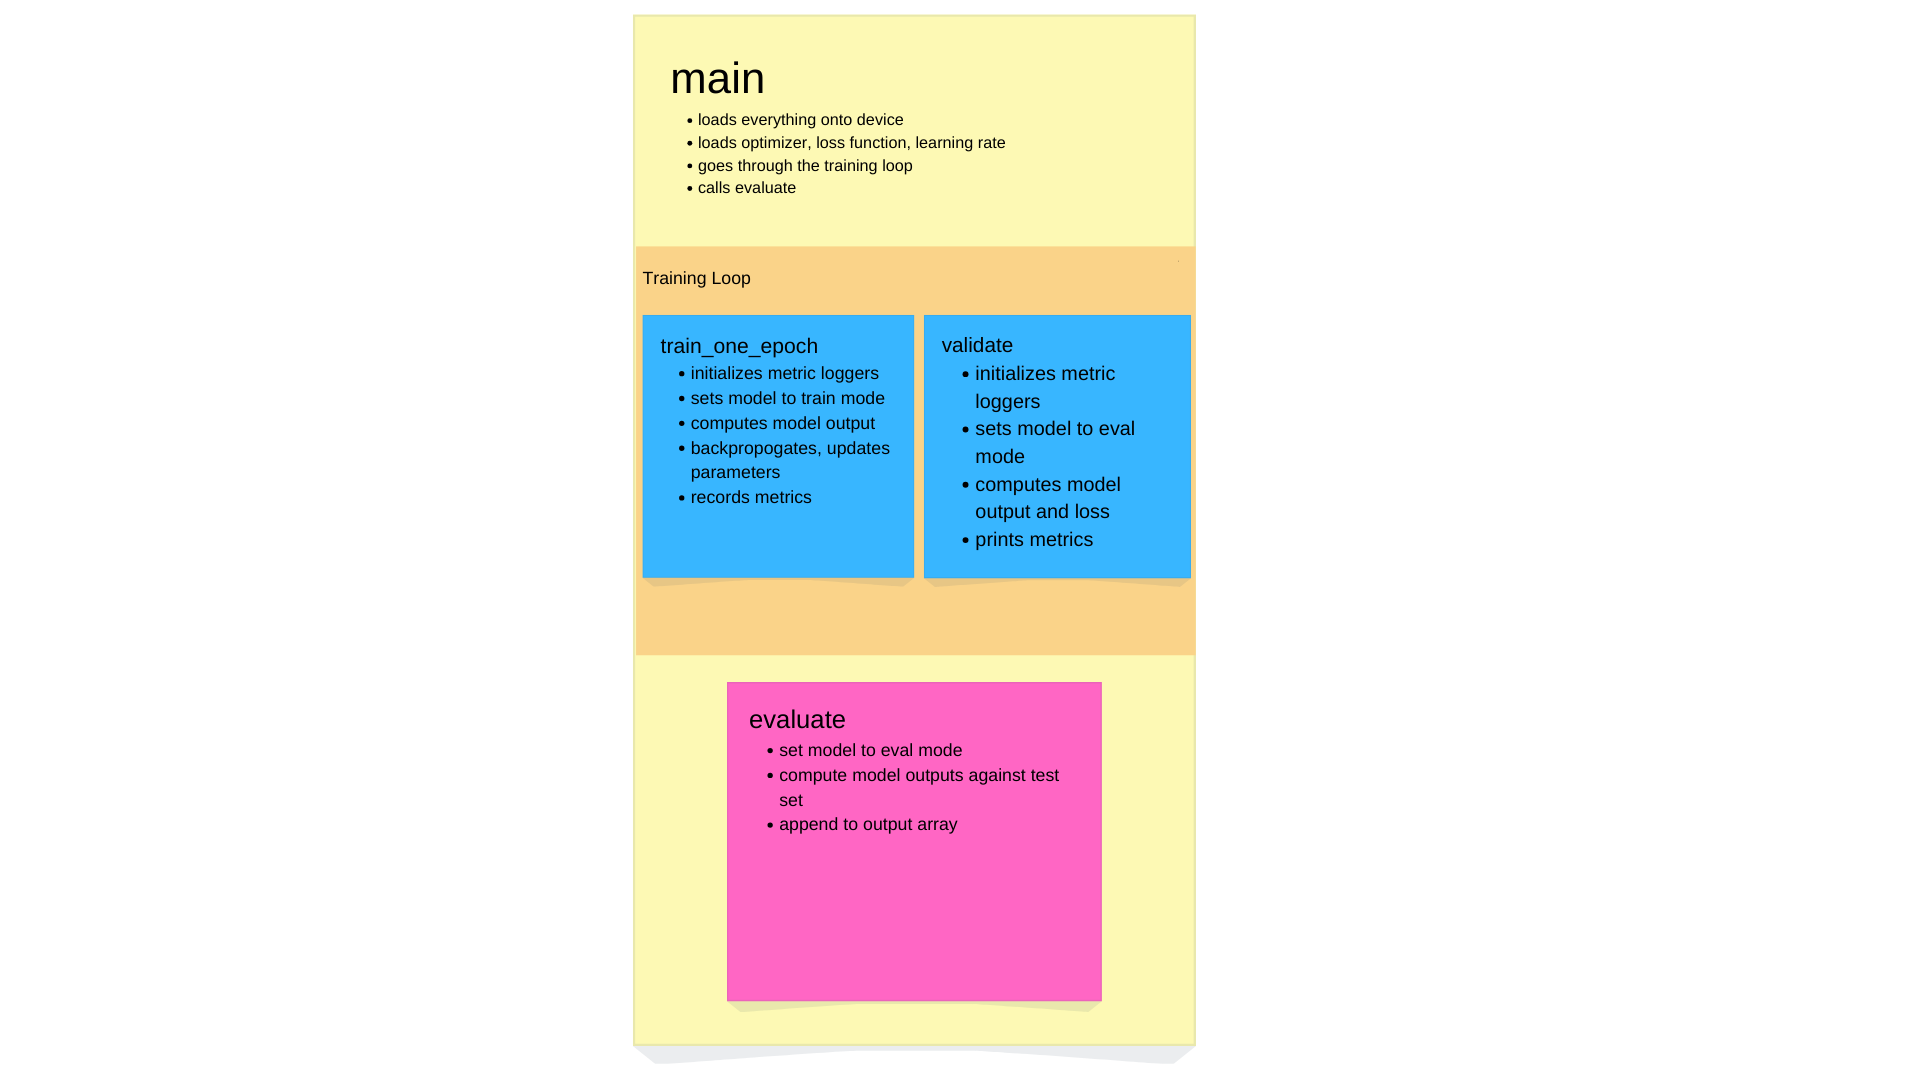 main
• loads everything onto device
• loads optimizer, loss function, learning rate
• goes through the training loop
• calls evaluate
Training Loop
train_one_epoch
• initializes metric loggers
• sets model to train mode
• computes model output
• backpropogates, updates
parameters
• records metrics
validate
• initializes metric
loggers
• sets model to eval
mode
• computes model
output and loss
• prints metrics
evaluate
• set model to eval mode
• compute model outputs against test
set
• append to output array